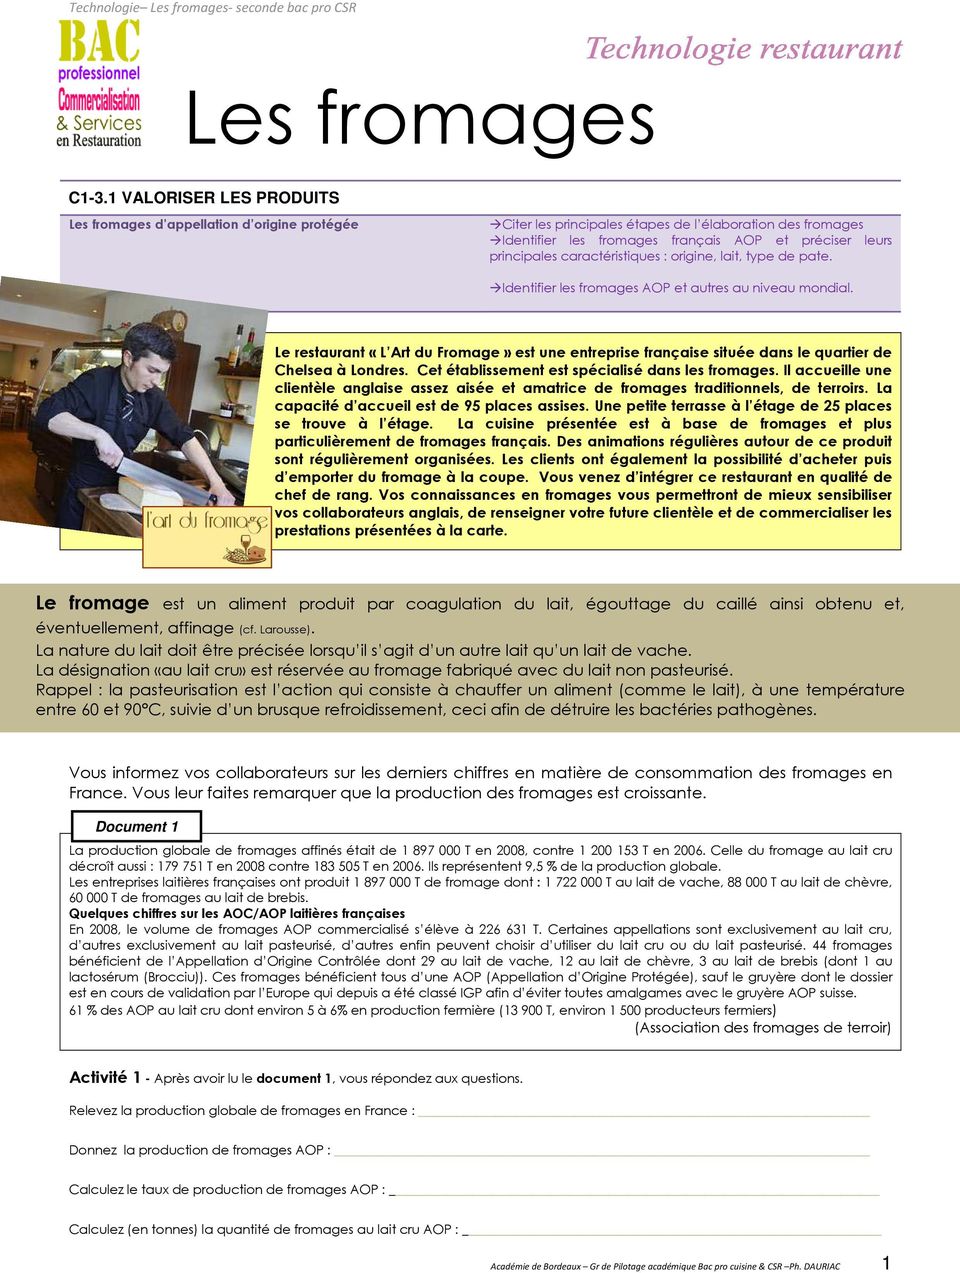 Technologie– Les fromages- seconde bac pro CSR
BAC
professionnel
Commercialisation
& Services
en Restauration
Technologie restaurant
Les fromages
C1-3.1 VALORISER LES PRODUITS
Les fromages d’appellation d’origine protégée
→Citer les principales étapes de l’élaboration des fromages
→Identifier les fromages français AOP et préciser leurs
principales caractéristiques : origine, lait, type de pate.
→Identifier les fromages AOP et autres au niveau mondial.
Le restaurant « L’Art du Fromage » est une entreprise française située dans le quartier de
Chelsea à Londres. Cet établissement est spécialisé dans les fromages. Il accueille une
clientèle anglaise assez aisée et amatrice de fromages traditionnels, de terroirs. La
capacité d’accueil est de 95 places assises. Une petite terrasse à l’étage de 25 places
se trouve à l’étage. La cuisine présentée est à base de fromages et plus
particulièrement de fromages français. Des animations régulières autour de ce produit
sont régulièrement organisées. Les clients ont également la possibilité d’acheter puis
d’emporter du fromage à la coupe. Vous venez d’intégrer ce restaurant en qualité de
chef de rang. Vos connaissances en fromages vous permettront de mieux sensibiliser
vos collaborateurs anglais, de renseigner votre future clientèle et de commercialiser les
prestations présentées à la carte.
l'art du fromage
Le fromage est un aliment produit par coagulation du lait, égouttage du caillé ainsi obtenu et,
éventuellement, affinage (cf. Larousse).
La nature du lait doit être précisée lorsqu’il s’agit d’un autre lait qu’un lait de vache.
La désignation «au lait cru» est réservée au fromage fabriqué avec du lait non pasteurisé.
Rappel : la pasteurisation est l’action qui consiste à chauffer un aliment (comme le lait), à une température
entre 60 et 90°C, suivie d’un brusque refroidissement, ceci afin de détruire les bactéries pathogènes.
Vous informez vos collaborateurs sur les derniers chiffres en matière de consommation des fromages en
France. Vous leur faites remarquer que la production des fromages est croissante.
Document 1
La production globale de fromages affinés était de 1 897 000 T en 2008, contre 1 200 153 T en 2006. Celle du fromage au lait cru
décroît aussi : 179 751 T en 2008 contre 183 505 T en 2006. Ils représentent 9,5 % de la production globale.
Les entreprises laitières françaises ont produit 1 897 000 T de fromage dont : 1 722 000 T au lait de vache, 88 000 T au lait de chèvre,
60 000 T de fromages au lait de brebis.
Quelques chiffres sur les AOC/AOP laitières françaises
En 2008, le volume de fromages AOP commercialisé s’élève à 226 631 T. Certaines appellations sont exclusivement au lait cru,
d’autres exclusivement au lait pasteurisé, d’autres enfin peuvent choisir d’utiliser du lait cru ou du lait pasteurisé. 44 fromages
bénéficient de l’Appellation d’Origine Contrôlée dont 29 au lait de vache, 12 au lait de chèvre, 3 au lait de brebis (dont 1 au
lactosérum (Brocciu)). Ces fromages bénéficient tous d’une AOP (Appellation d’Origine Protégée), sauf le gruyère dont le dossier
est en cours de validation par l’Europe qui depuis a été classé IGP afin d’éviter toutes amalgames avec le gruyère AOP suisse.
61 % des AOP au lait cru dont environ 5 à 6% en production fermière (13 900 T, environ 1 500 producteurs fermiers)
(Association des fromages de terroir)
Activité 1 - Après avoir lu le document 1, vous répondez aux questions.
Relevez la production globale de fromages en France :
Donnez la production de fromages AOP :
Calculez le taux de production de fromages AOP :
Calculez (en tonnes) la quantité de fromages au lait cru AOP :
Académie de Bordeaux – Gr de Pilotage académique Bac pro cuisine & CSR –Ph. DAURIAC 1